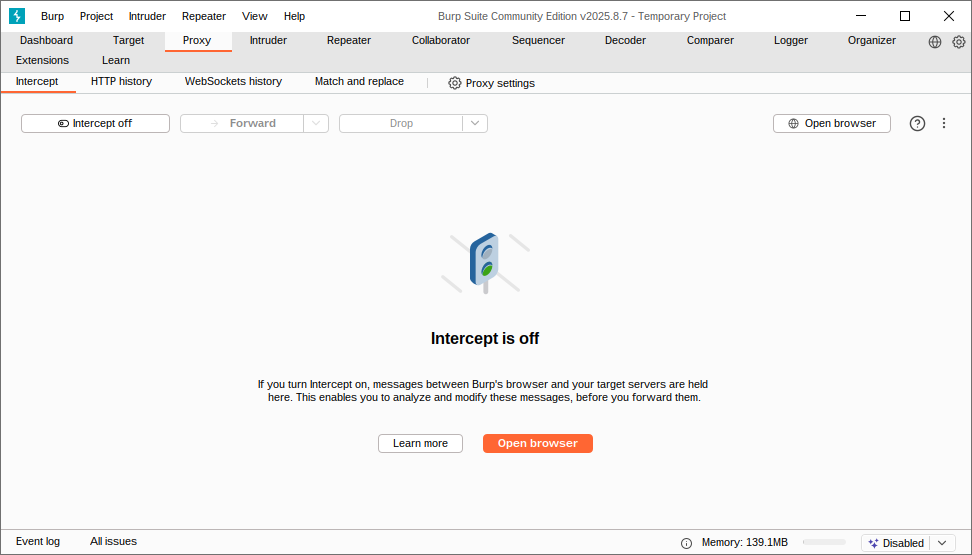 Burp Project Intruder Repeater View Help Burp Suite Community Edition v2025.8.7 - Temporary Project
Dashboard Target Proxy Intruder Repeater Collaborator Sequencer Decoder Comparer Logger Organizer
Extensions Learn
Intercept HTTP history WebSockets history Match and replace Proxy settings
Intercept off Forward Drop Open browser
Intercept is off
If you turn Intercept on, messages between Burp's browser and your target servers are held
here. This enables you to analyze and modify these messages, before you forward them.
Learn more Open browser
Event log All issues Memory: 139.1MB Disabled